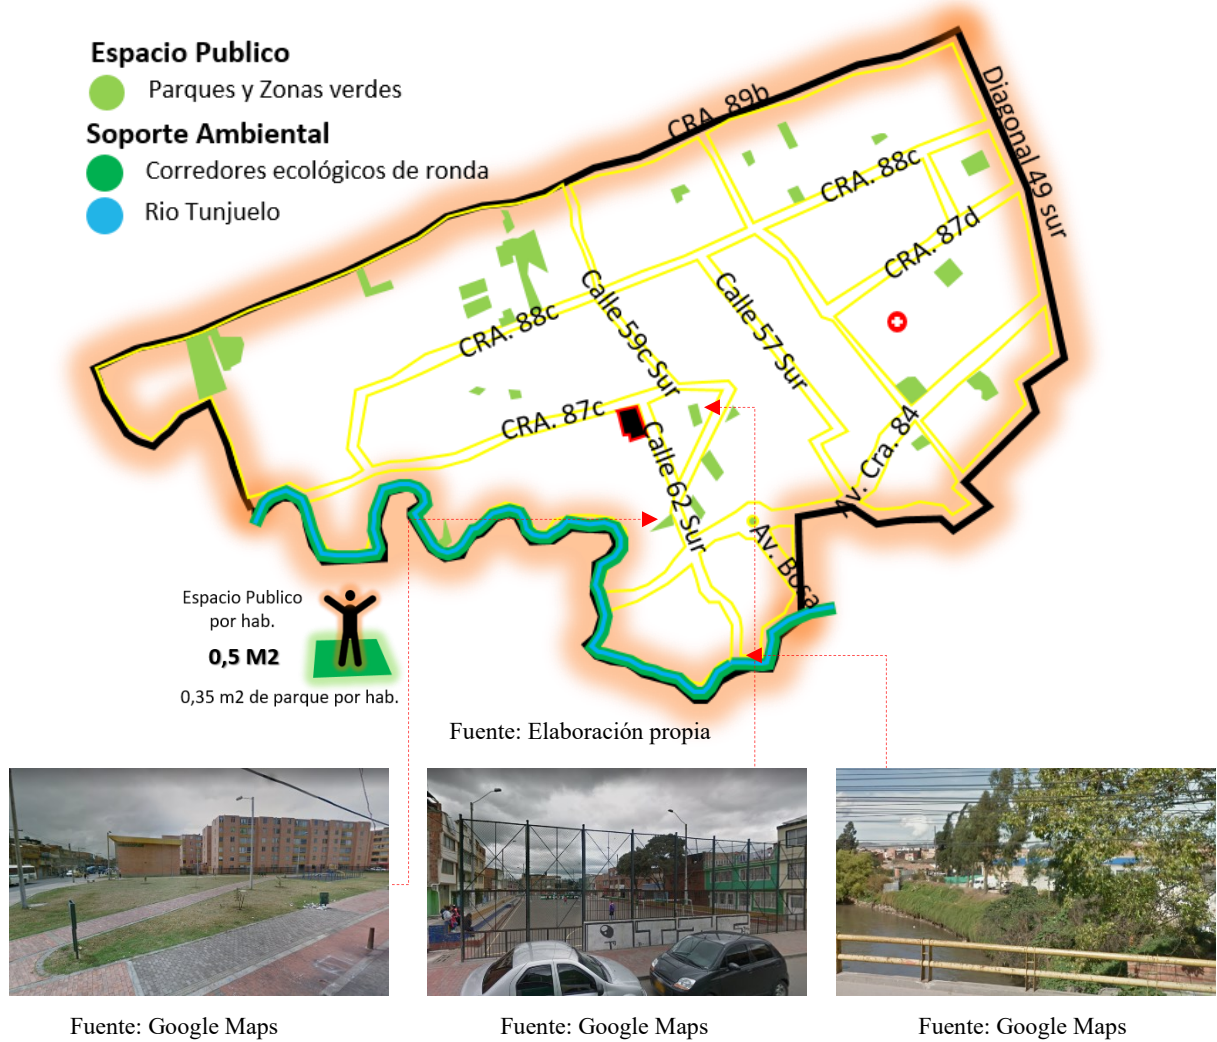 Espacio Publico
Parques y Zonas verdes
Soporte Ambiental
Corredores ecológicos de ronda
Rio Tunjuelo
CRA. 89b
Diagonal 49 sur
CRA. 88c
CRA. 87d
Calle 59c Sur
Calle 57 Sur
CRA. 88c
CRA. 87c
Calle 62 Sur
Av. Cra. 84
Av. Bosa
Espacio Publico
por hab.
0,5 M2
0,35 m2 de parque por hab.
Fuente: Elaboración propia
Fuente: Google Maps
Fuente: Google Maps
Fuente: Google Maps